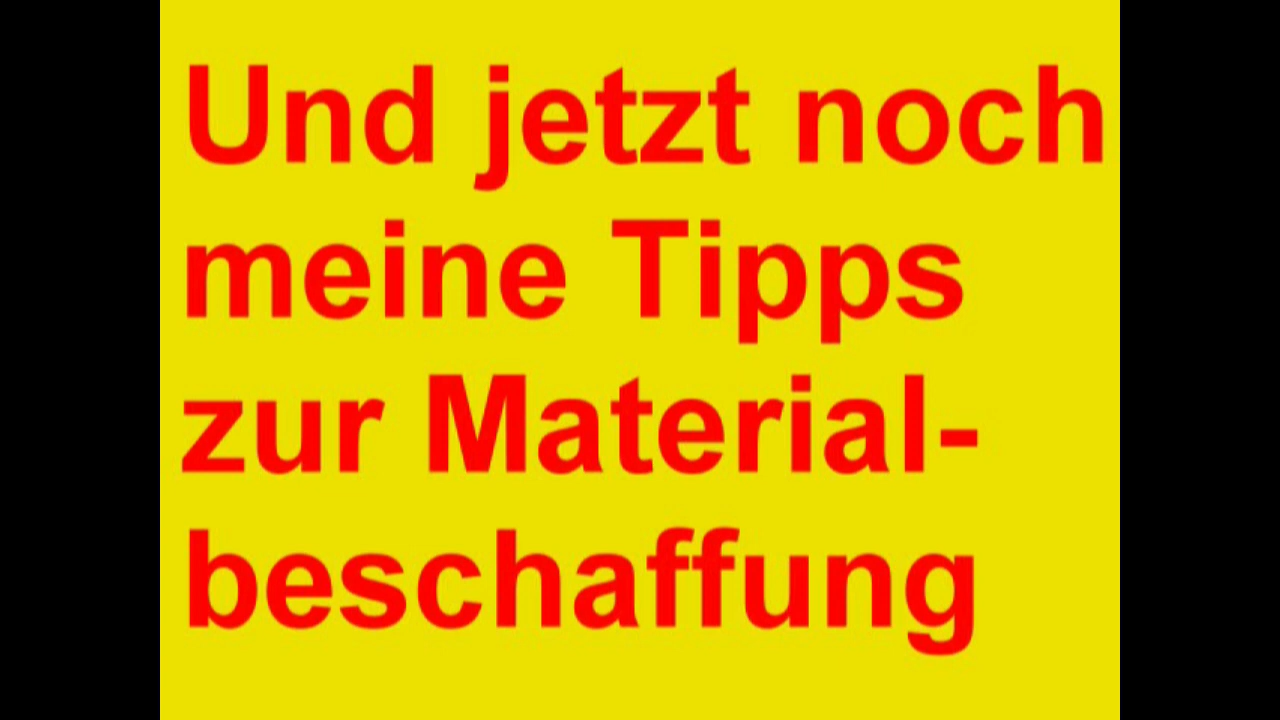 Und jetzt noch
meine Tipps
zur Material-
beschaffung